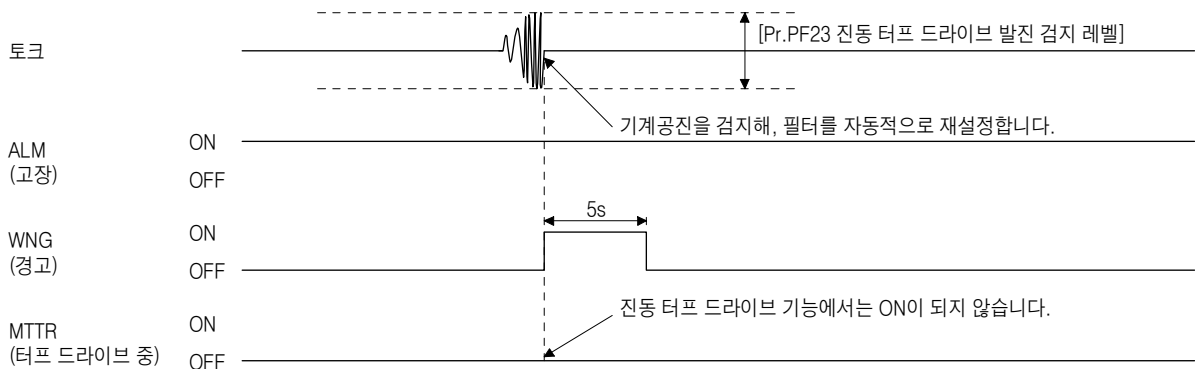 토크
[Pr.PF23 진동 터프 드라이브 발진 검지 레벨]
기계공진을 검지해, 필터를 자동적으로 재설정합니다.
ALM
(고장)
ON
OFF
5s
WNG
(경고)
ON
OFF
진동 터프 드라이브 기능에서는 ON이 되지 않습니다.
MTTR
(터프 드라이브 중)
ON
OFF